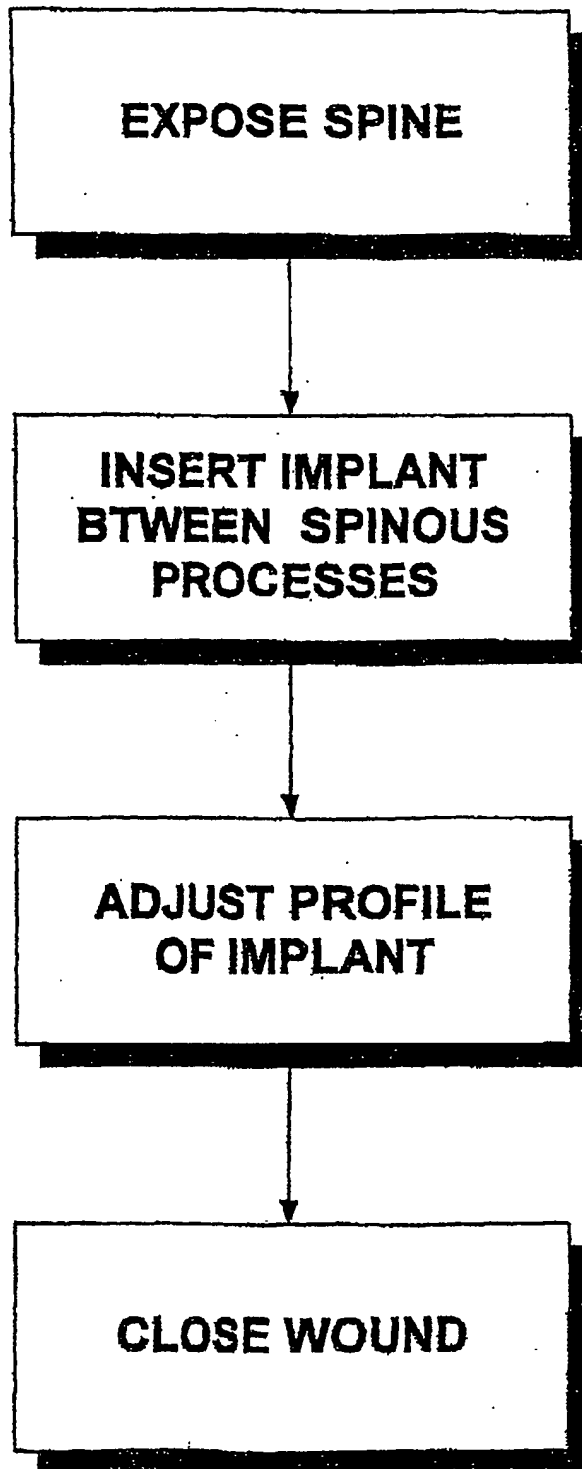 EXPOSE SPINE
INSERT IMPLANT
BTWEEN SPINOUS
PROCESSES
ADJUST PROFILE
OF IMPLANT
CLOSE WOUND